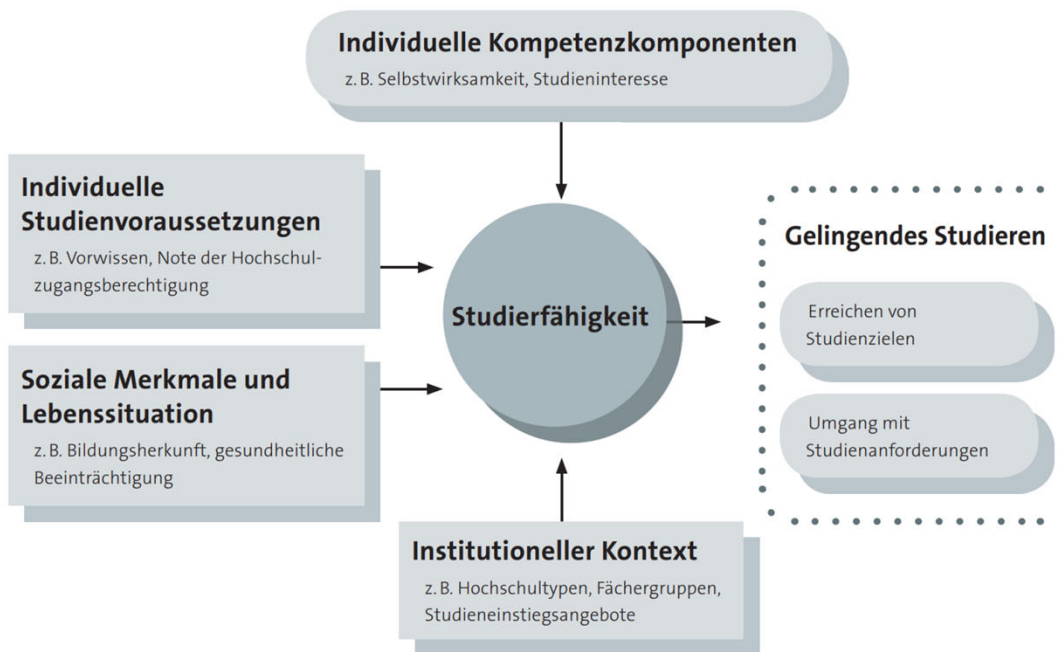 Individuelle Kompetenzkomponenten
z. B. Selbstwirksamkeit, Studieninteresse
Individuelle
Studienvoraussetzungen
z. B. Vorwissen, Note der Hochschul-
zugangsberechtigung
Soziale Merkmale und
Lebenssituation
z. B. Bildungsherkunft, gesundheitliche
Beeinträchtigung
Studierfähigkeit
Gelingendes Studieren
Erreichen von
Studienzielen
Umgang mit
Studienanforderungen
Institutioneller Kontext
z. B. Hochschultypen, Fächergruppen,
Studieneinstiegsangebote